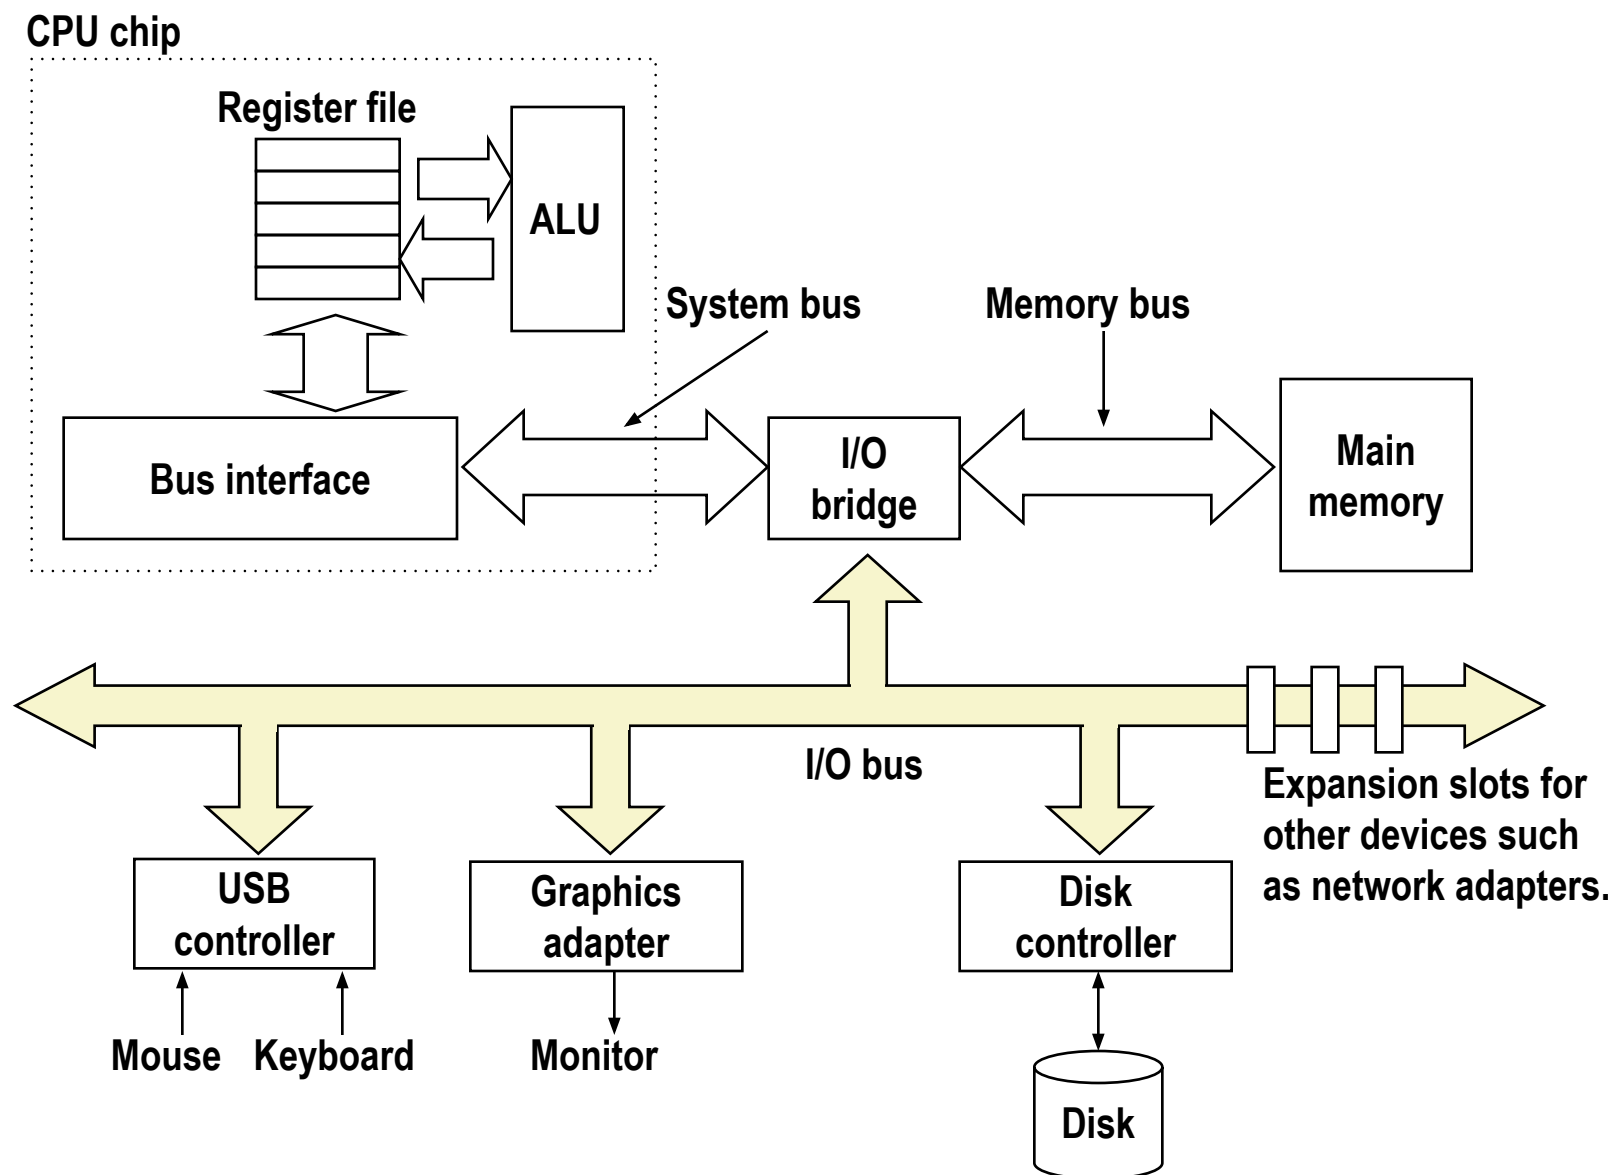 CPU chip
Register file
ALU
System bus
Memory bus
Bus interface
I/O
bridge
Main
memory
I/O bus
Expansion slots for
other devices such
as network adapters.
USB
controller
Graphics
adapter
Disk
controller
Mouse
Keyboard
Monitor
Disk